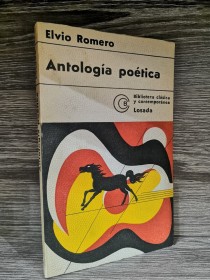 Elvio Romero
Antología poética
Biblioteca clásica
y contemporánea
Losada